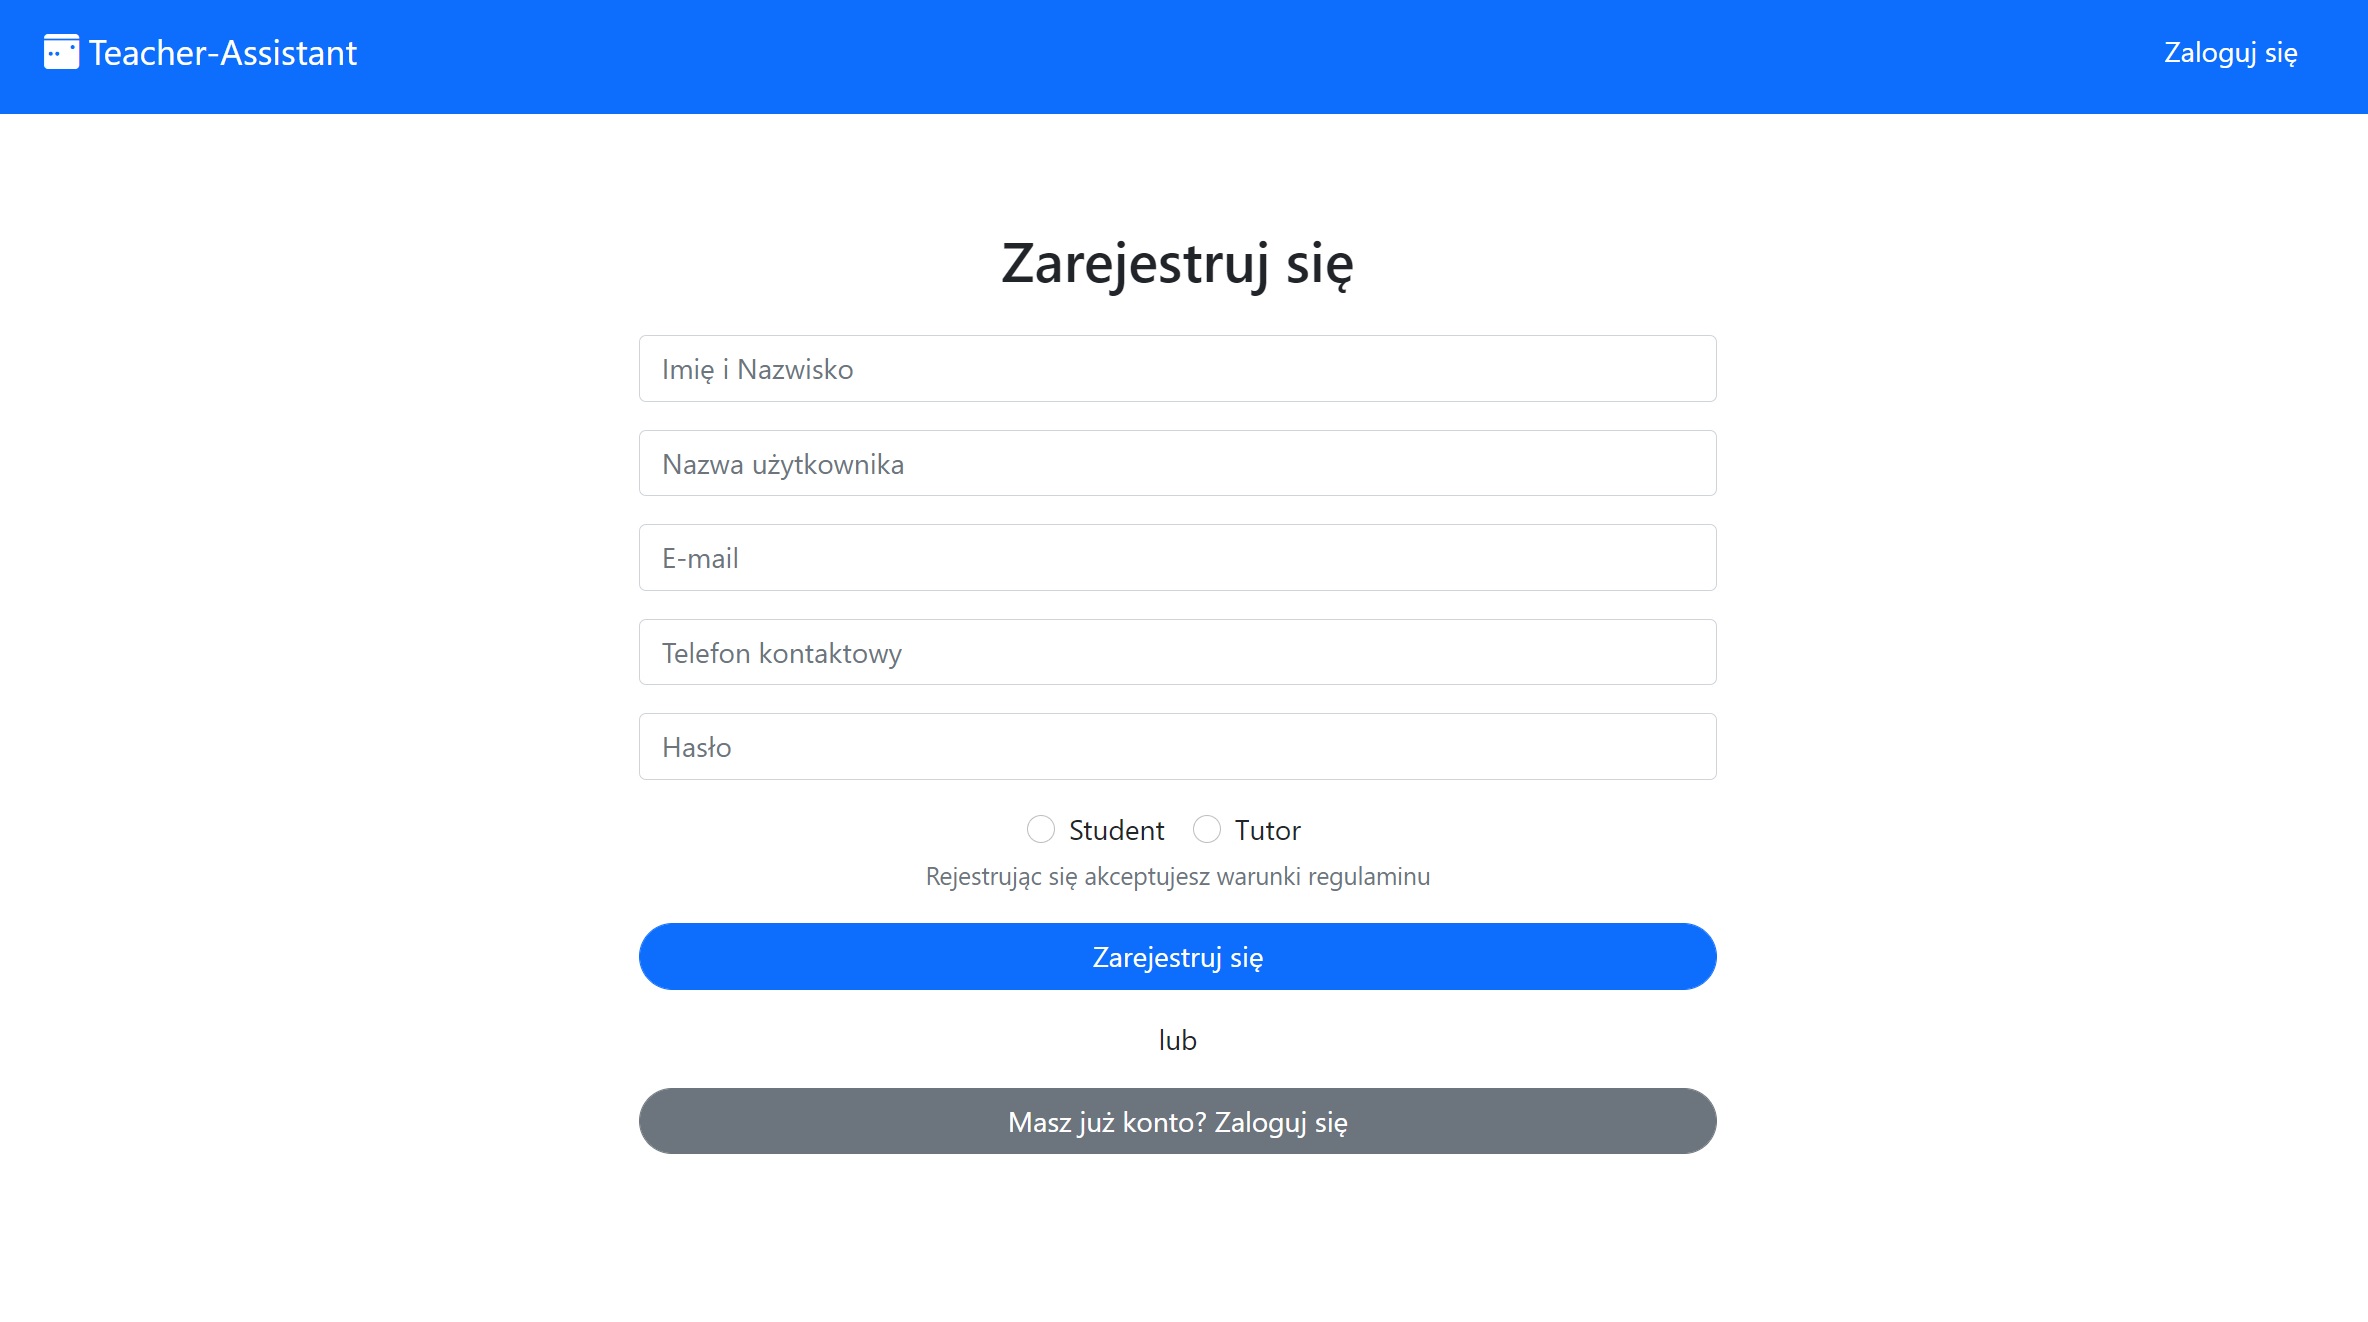 Teacher-Assistant
Zaloguj się
Zarejestruj się
Imię i Nazwisko
Nazwa użytkownika
E-mail
Telefon kontaktowy
Hasło
Student Tutor
Rejestrując się akceptujesz warunki regulaminu
Zarejestruj się
lub
Masz już konto? Zaloguj się